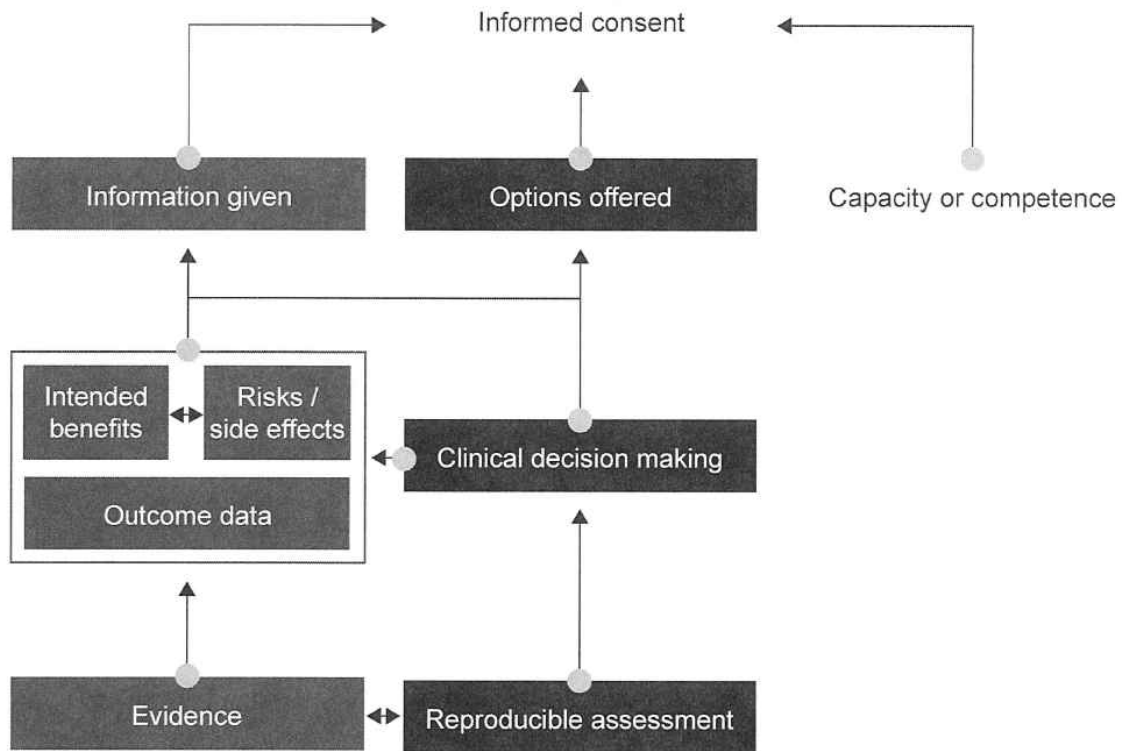 Informed consent
Information given
Options offered
Capacity or competence
Intended
benefits
Risks /
side effects
Clinical decision making
Outcome data
Evidence
Reproducible assessment